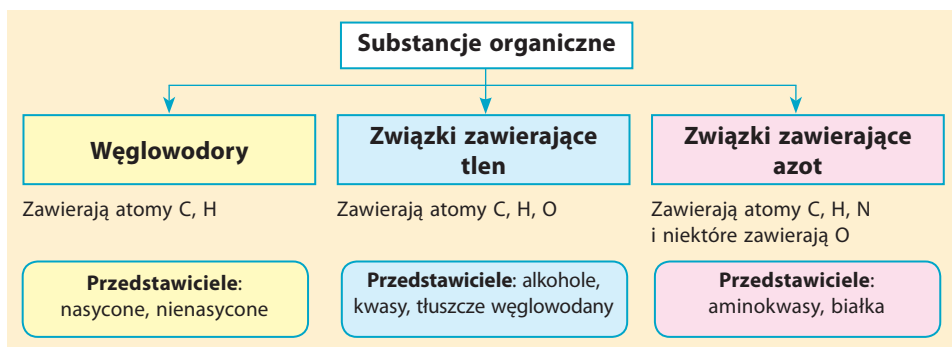 Substancje organiczne
Węglowodory
Zawierają atomy C, H
Przedstawiciele:
nasycone, nienasycone
Związki zawierające
tlen
Zawierają atomy C, H, O
Przedstawiciele: alkohole,
kwasy, tłuszcze węglowodany
Związki zawierające
azot
Zawierają atomy C, H, N
i niektóre zawierają O
Przedstawiciele:
aminokwasy, białka